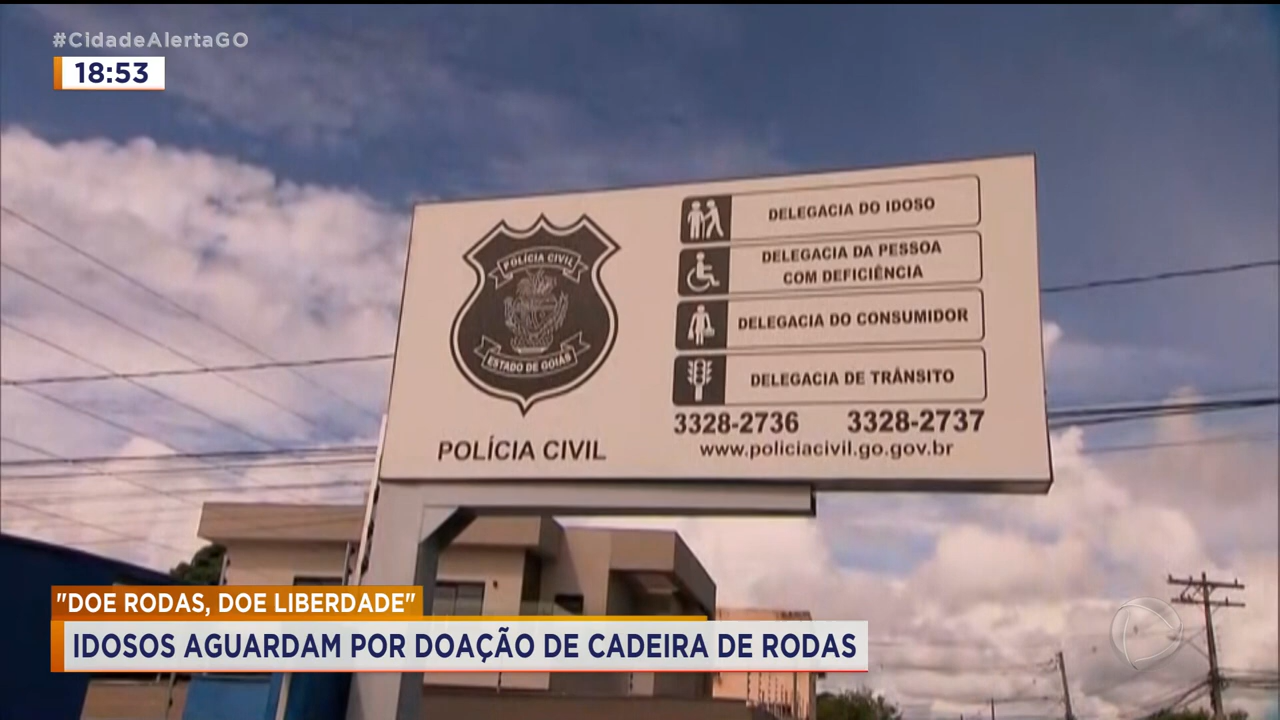 #CidadeAlertaGO
18:53
POLÍCIA CIVIL
ESTADO DE GOIÁS
POLÍCIA CIVIL
DELEGACIA DO IDOSO
DELEGACIA DA PESSOA
COM DEFICIÊNCIA
DELEGACIA DO CONSUMIDOR
DELEGACIA DE TRÂNSITO
3328-2736 3328-2737
www.policiacivil.go.gov.br
"DOE RODAS, DOE LIBERDADE"
IDOSOS AGUARDAM POR DOAÇÃO DE CADEIRA DE RODAS